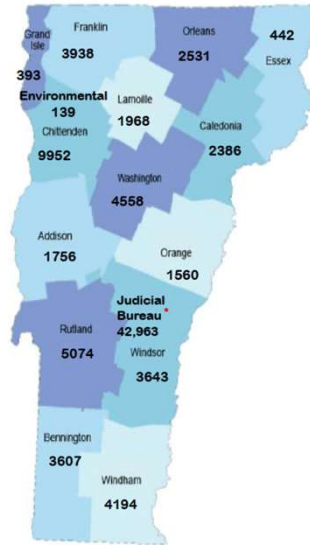 Grand
Isle
393
Franklin
3938
Orleans
2531
442
Essex
Environmental
139
Chittenden
9952
Lamoille
1968
Caledonia
2386
Washington
4558
Addison
1756
Orange
1560
Judicial
Bureau
42,963
Rutland
5074
Windsor
3643
Bennington
3607
Windham
4194